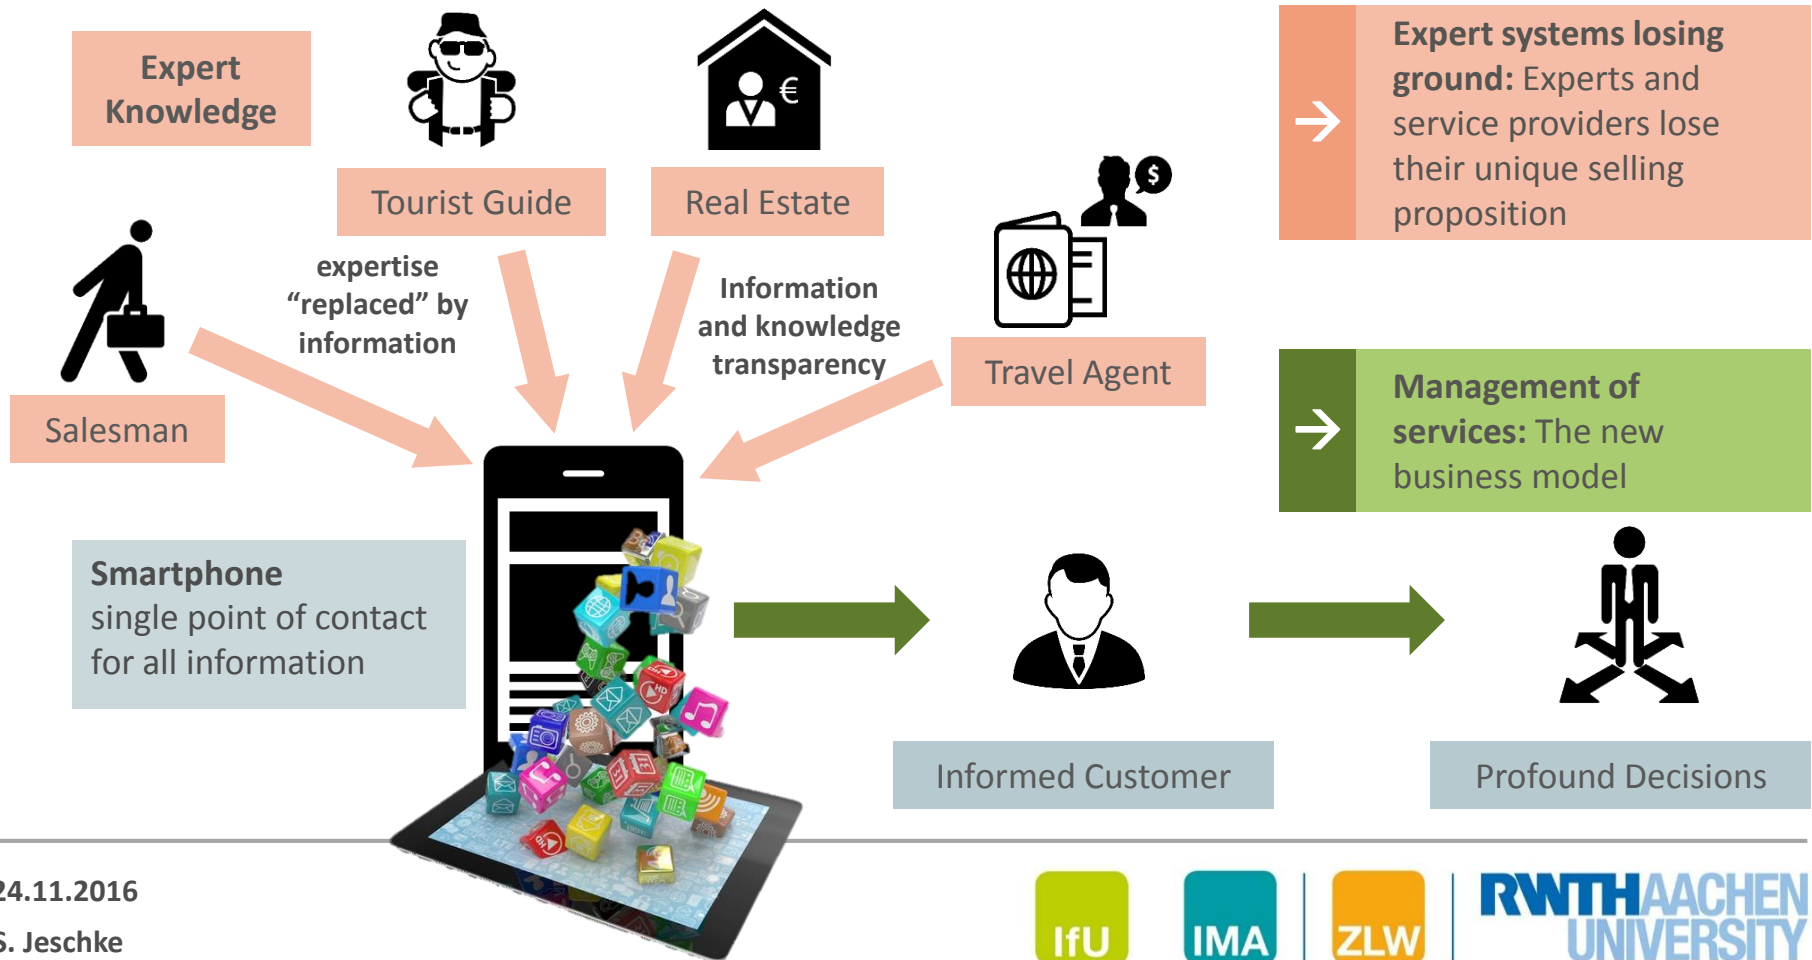 Expert
Knowledge
Tourist Guide
Real Estate
$
€
Expert systems losing
ground: Experts and
service providers lose
their unique selling
proposition
expertise
“replaced” by
information
Information
and knowledge
transparency
Travel Agent
Salesman
Management of
services: The new
business model
Smartphone
single point of contact
for all information
Informed Customer
Profound Decisions
24.11.2016
S. Jeschke
IfU
IMA
ZLW
RWTH AACHEN
UNIVERSITY